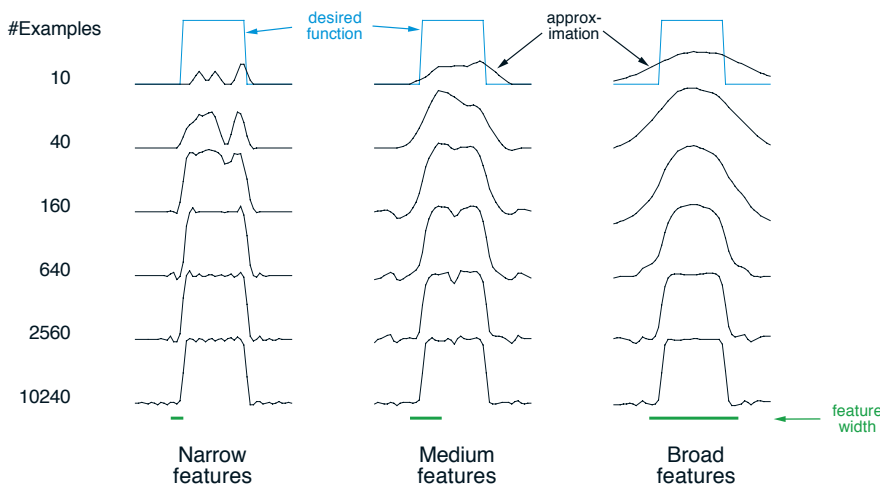 #Examples
desired
function
approx-
imation
10
40
160
640
2560
10240
feature
width
Narrow
features
Medium
features
Broad
features